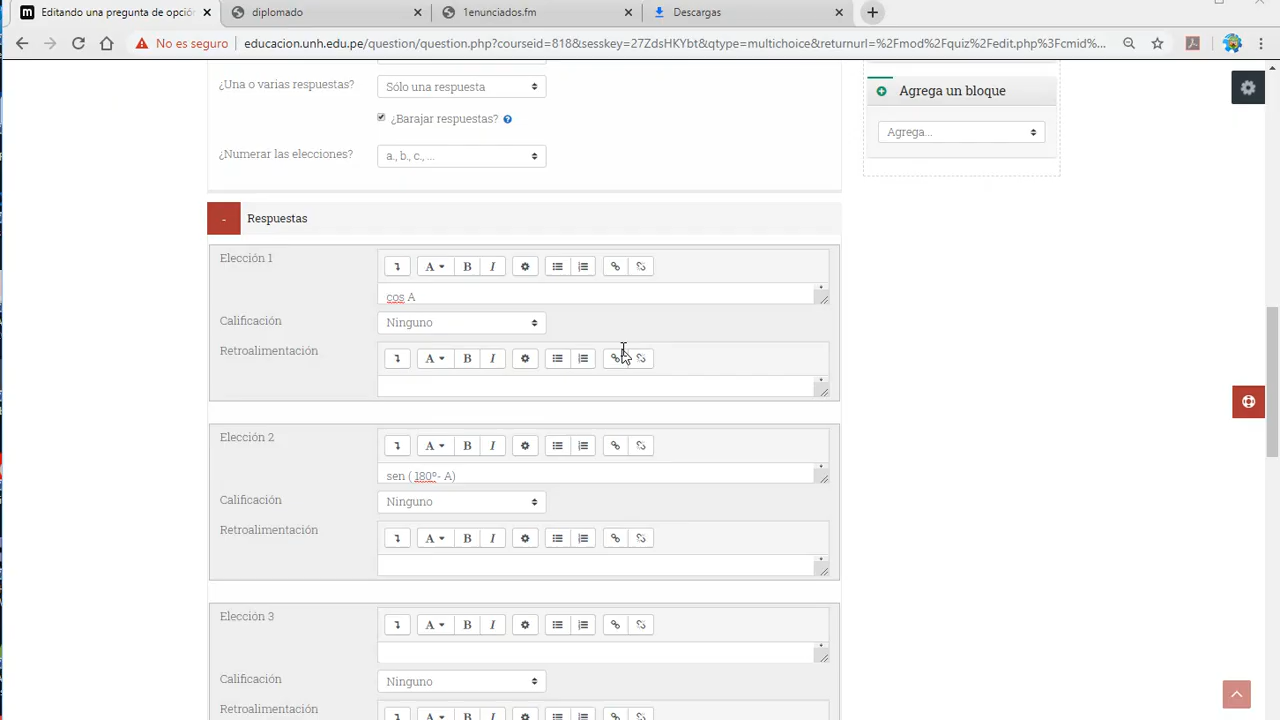 m Editando una pregunta de opció × diplomado × 1enunciados.fm × Descargas × +
No es seguro | educacion.unh.edu.pe/question/question.php?courseid=818&sesskey=27ZdsHKYbt&qtype=multichoice&returnurl=%2Fmod%2Fquiz%2Fedit.php%3Fcmid%...
¿Una o varias respuestas? Sólo una respuesta
Agrega un bloque
¿Barajar respuestas?
Agrega...
¿Numerar las elecciones? a., b., c., ...
- Respuestas
Elección 1
A B I
cos A
Calificación Ninguno
Retroalimentación
A B I
Elección 2
A B I
sen ( 180º- A)
Calificación Ninguno
Retroalimentación
A B I
Elección 3
A B I
Calificación Ninguno
Retroalimentación
A B I